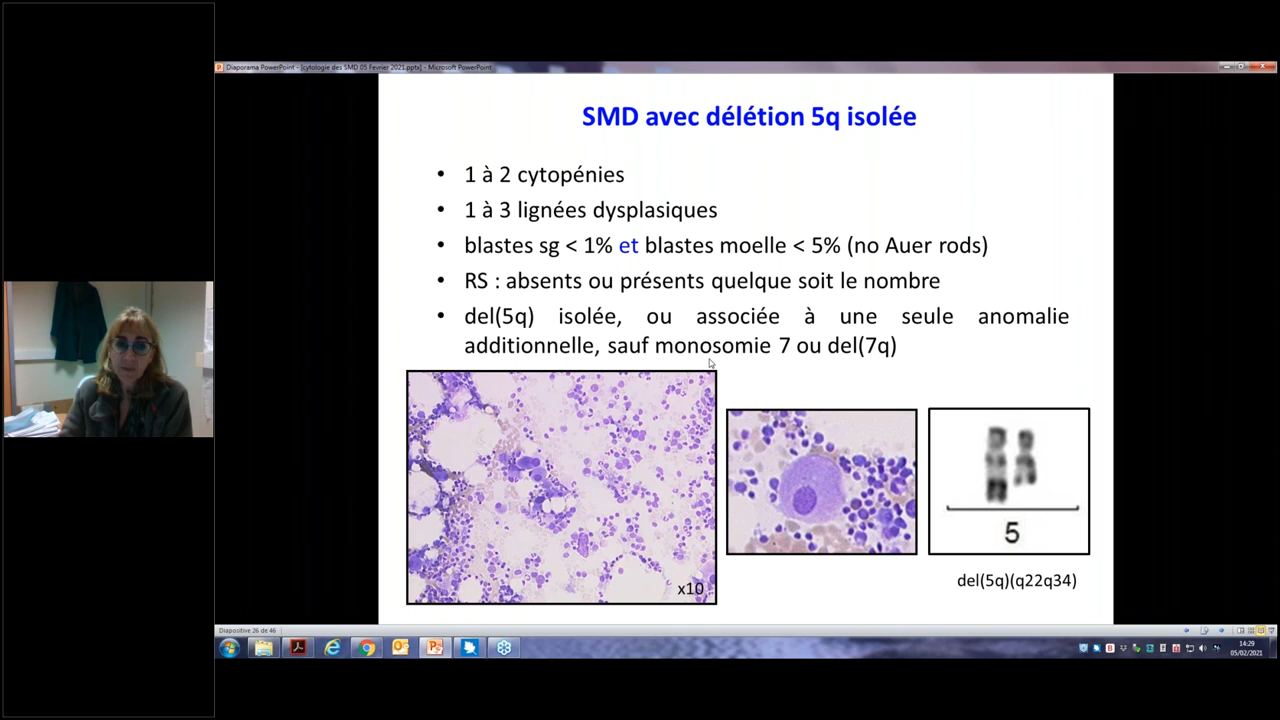 Diaporama PowerPoint - [cytologie des SMD 05 Fevrier 2021.pptx] - Microsoft PowerPoint
SMD avec délétion 5q isolée
• 1 à 2 cytopénies
• 1 à 3 lignées dysplasiques
• blastes sg < 1% et blastes moelle < 5% (no Auer rods)
• RS : absents ou présents quelque soit le nombre
• del(5q) isolée, ou associée à une seule anomalie
additionnelle, sauf monosomie 7 ou del(7q)
x10
5
del(5q)(q22q34)
Diapositive 26 de 46
14:29
05/02/2021